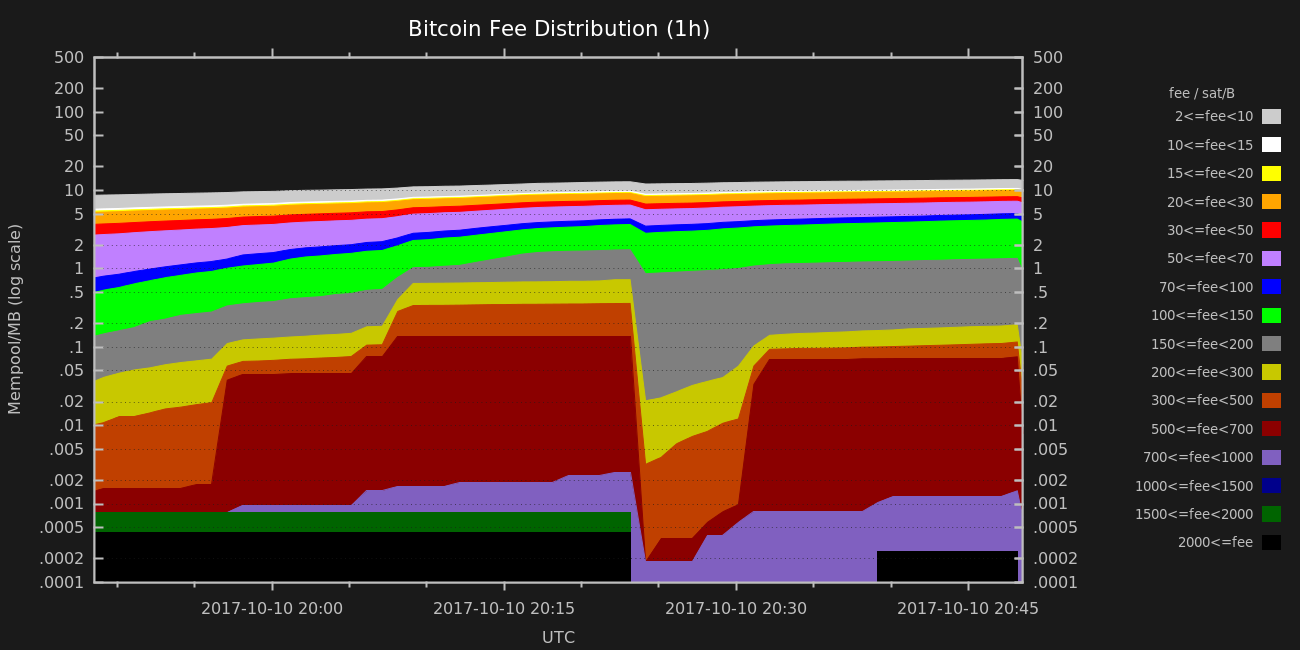 Bitcoin Fee Distribution (1h)
Mempool/MB (log scale)
500
200
100
50
20
10
5
2
1
.5
.2
.1
.05
.02
.01
.005
.002
.001
.0005
.0002
.0001
500
200
100
50
20
10
5
2
1
.5
.2
.1
.05
.02
.01
.005
.002
.001
.0005
.0002
.0001
2017-10-10 20:00 2017-10-10 20:15 2017-10-10 20:30 2017-10-10 20:45
UTC
fee / sat/B
2<=fee<10
10<=fee<15
15<=fee<20
20<=fee<30
30<=fee<50
50<=fee<70
70<=fee<100
100<=fee<150
150<=fee<200
200<=fee<300
300<=fee<500
500<=fee<700
700<=fee<1000
1000<=fee<1500
1500<=fee<2000
2000<=fee